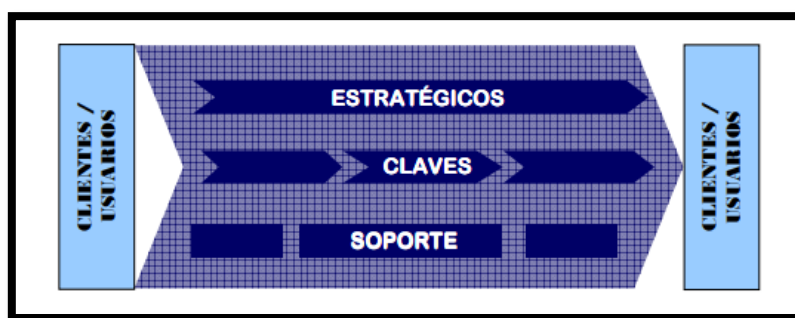 CLIENTES /
USUARIOS
ESTRATÉGICOS
CLAVES
SOPORTE
CLIENTES /
USUARIOS